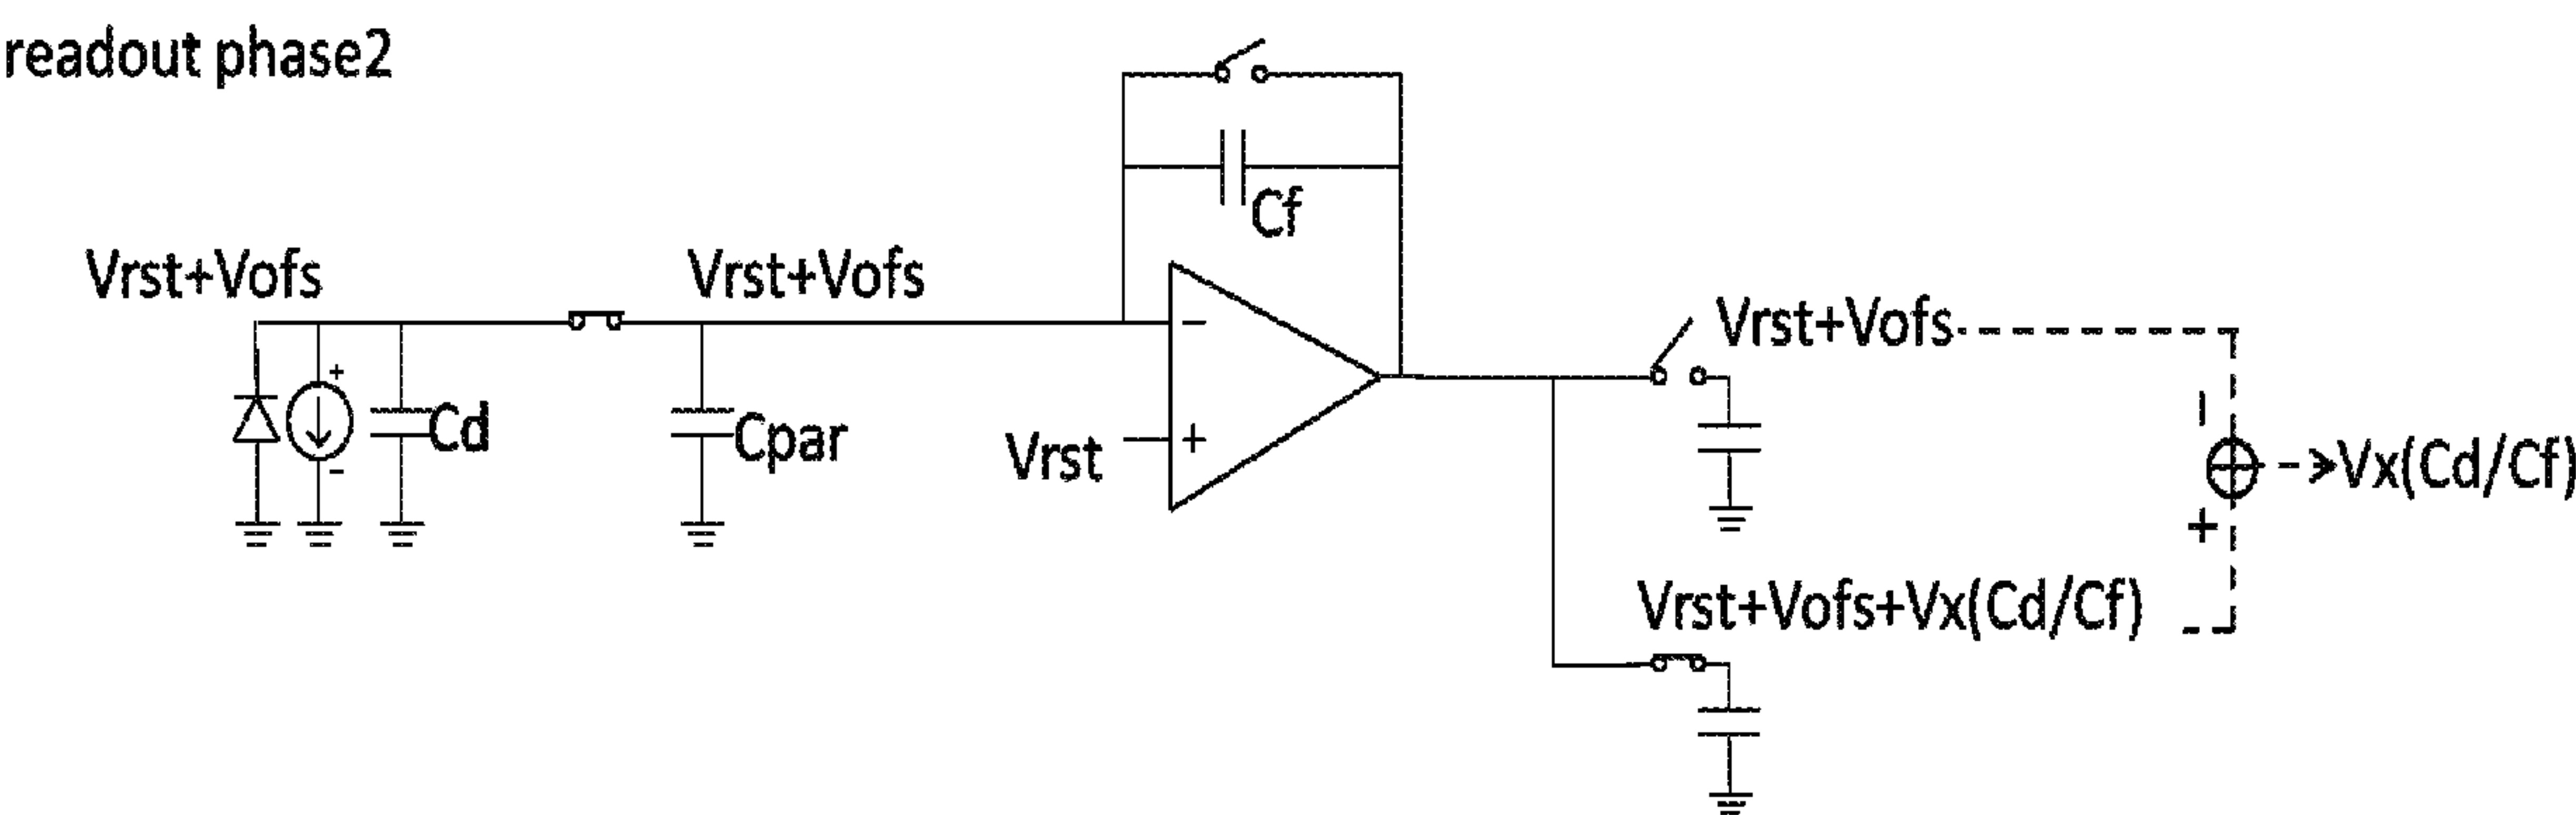 readout phase2
Cf
Vrst+Vofs
Vrst+Vofs
Vrst+Vofs
−
+
−
Cd
Cpar
Vrst
−
+
−
+
Vx(Cd/Cf)
Vrst+Vofs+Vx(Cd/Cf)